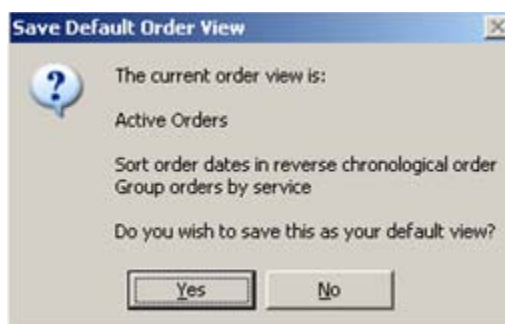 Save Default Order View
The current order view is:
Active Orders
Sort order dates in reverse chronological order
Group orders by service
Do you wish to save this as your default view?
Yes
No